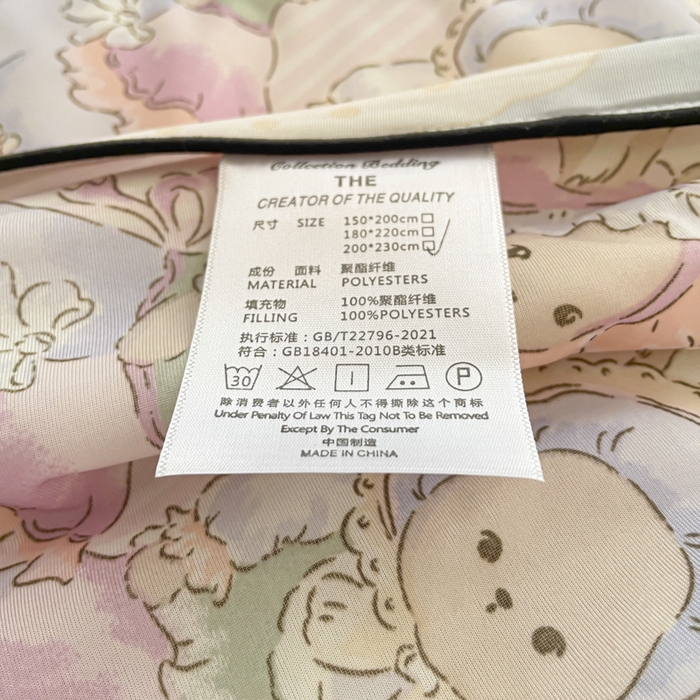 Collection Bedding
THE
CREATOR OF THE QUALITY
尺寸 SIZE 150*200cm
180*220cm
200*230cm
成份 面料 聚酯纤维
MATERIAL POLYESTERS
填充物 100%聚酯纤维
FILLING 100%POLYESTERS
执行标准：GB/T22796-2021
符合：GB18401-2010B类标准
30 P
除消费者以外任何人不得撕除这个商标
Under Penalty Of Law This Tag Not To Be Removed
Except By The Consumer
中国制造
MADE IN CHINA